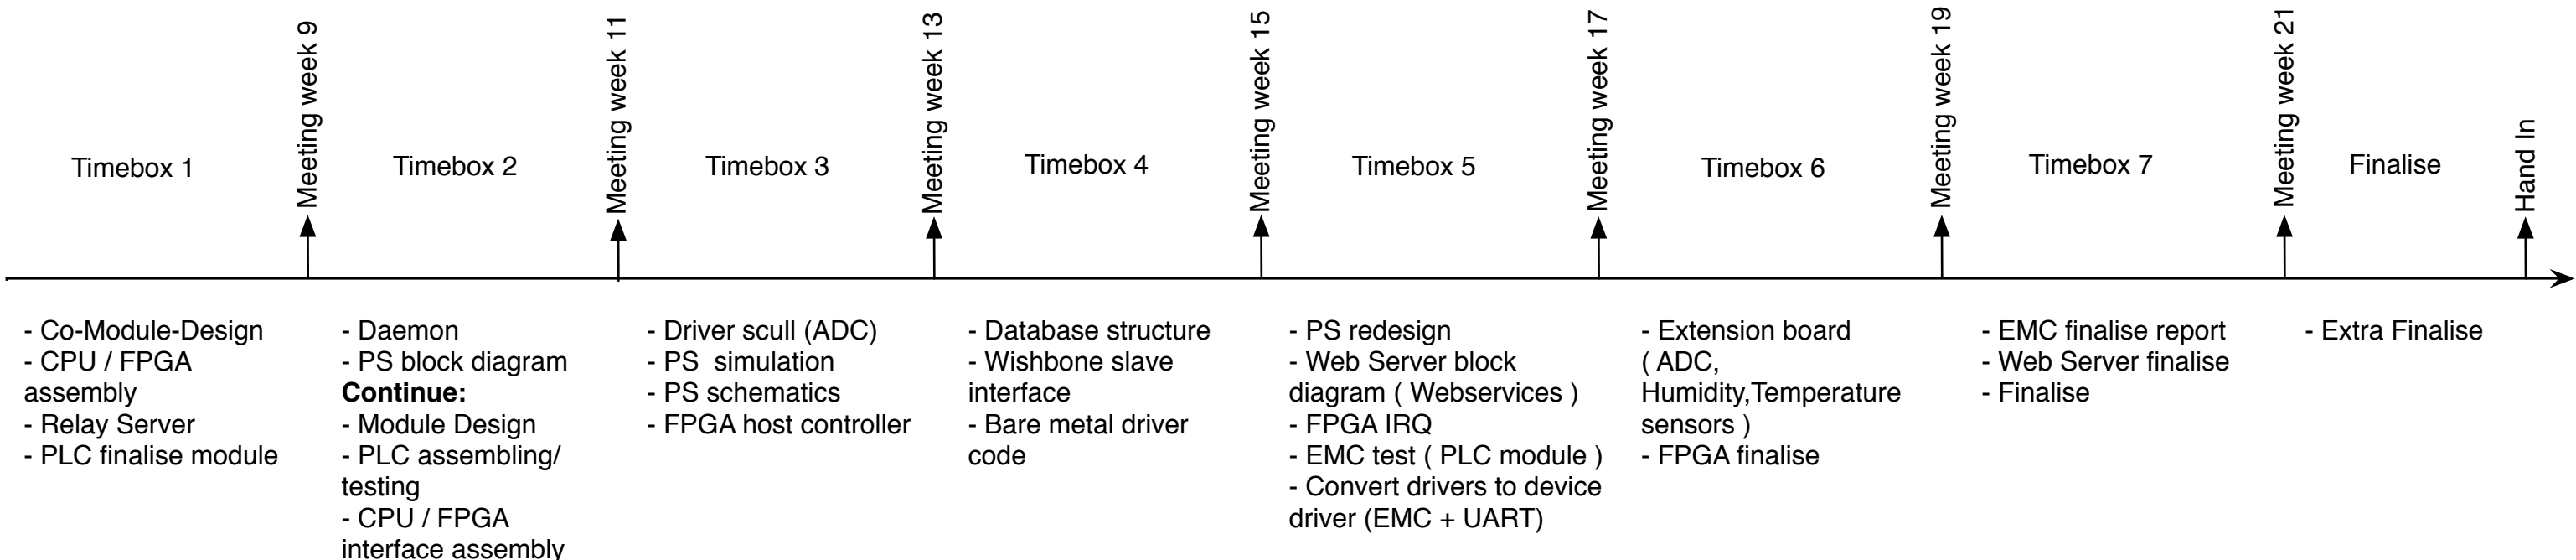 Meeting week 9
Meeting week 11
Meeting week 13
Meeting week 15
Meeting week 17
Meeting week 19
Meeting week 21
Hand In
Timebox 1
Timebox 2
Timebox 3
Timebox 4
Timebox 5
Timebox 6
Timebox 7
Finalise
- Co-Module-Design
- CPU / FPGA
assembly
- Relay Server
- PLC finalise module
- Daemon
- PS block diagram
Continue:
- Module Design
- PLC assembling/
testing
- CPU / FPGA
interface assembly
- Driver scull (ADC)
- PS simulation
- PS schematics
- FPGA host controller
- Database structure
- Wishbone slave
interface
- Bare metal driver
code
- PS redesign
- Web Server block
diagram ( Webservices )
- FPGA IRQ
- EMC test ( PLC module )
- Convert drivers to device
driver (EMC + UART)
- Extension board
( ADC,
Humidity,Temperature
sensors )
- FPGA finalise
- EMC finalise report
- Web Server finalise
- Finalise
- Extra Finalise